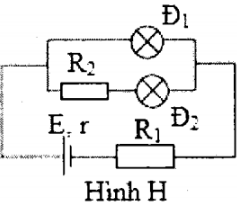 Đ₁
R₂
Đ₂
E, r
R₁
Hình H